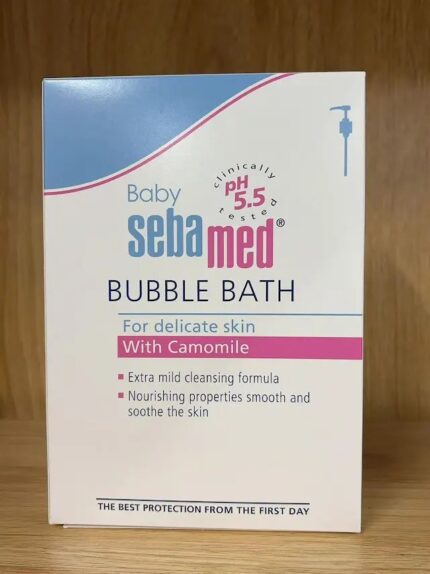 clinically
Baby
pH
5.5
tested
sebamed®
BUBBLE BATH
For delicate skin
With Camomile
Extra mild cleansing formula
Nourishing properties smooth and
soothe the skin
THE BEST PROTECTION FROM THE FIRST DAY